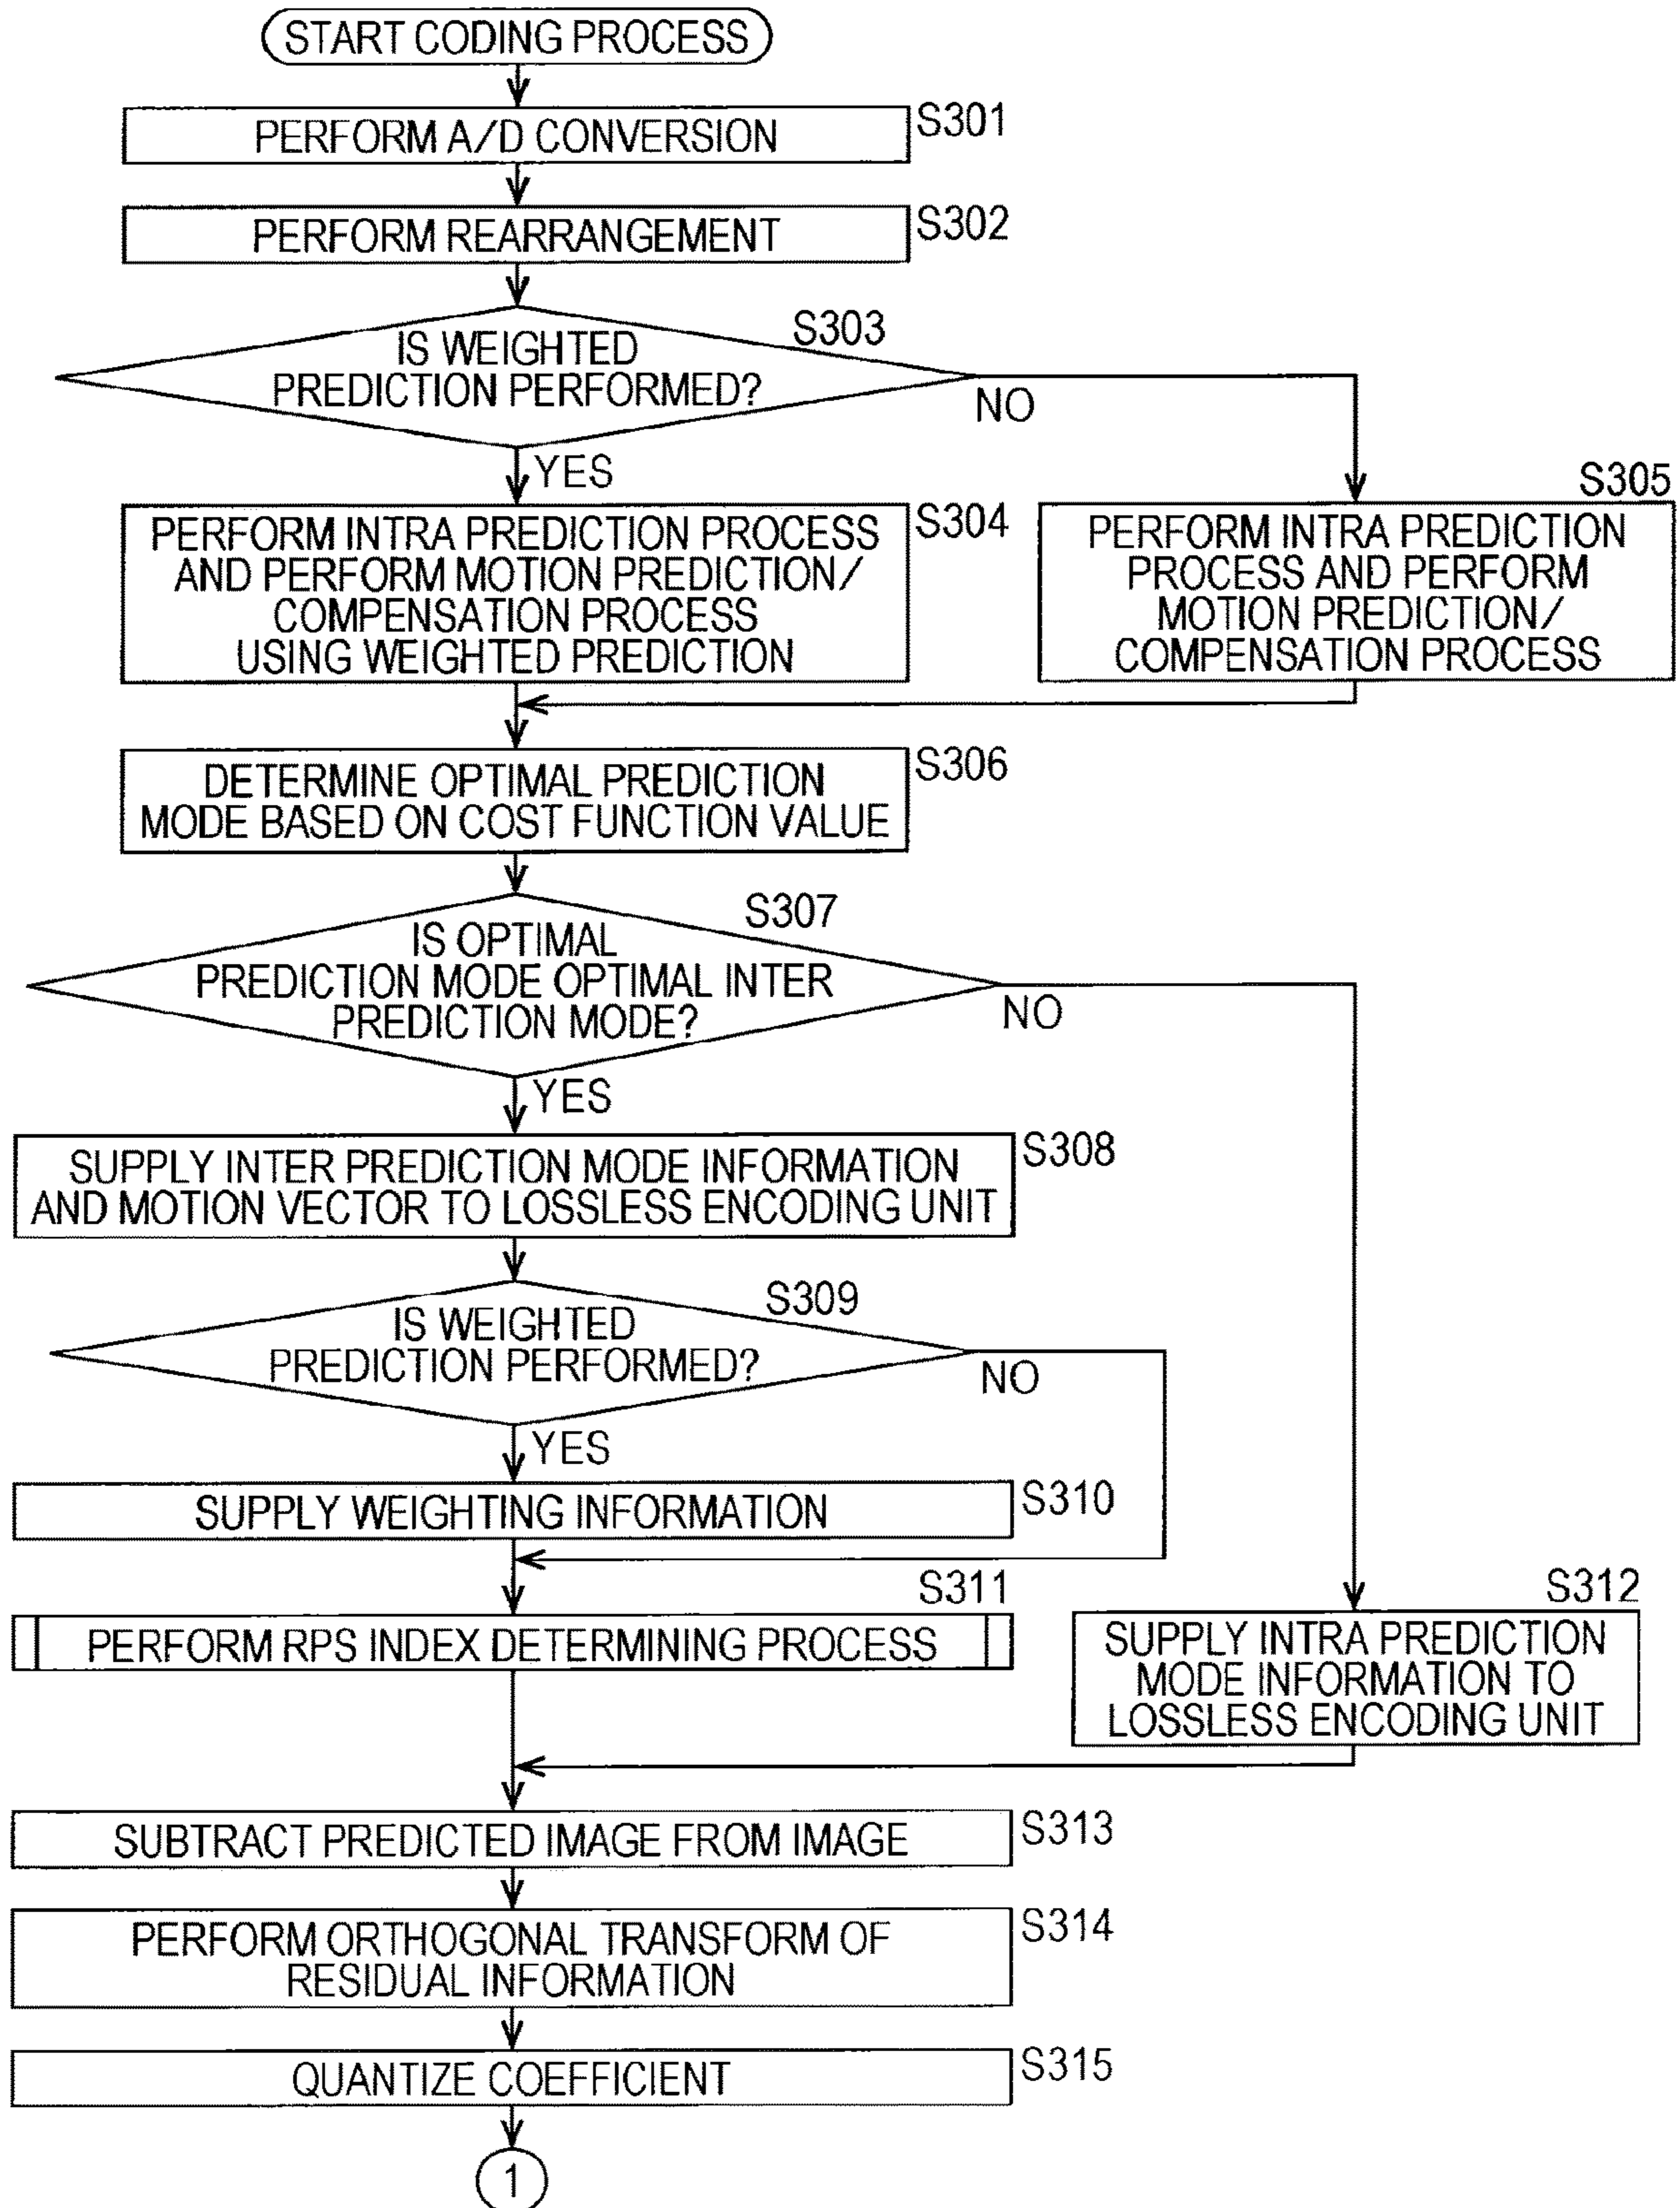 START CODING PROCESS
PERFORM A/D CONVERSION
S301
PERFORM REARRANGEMENT
S302
S303
IS WEIGHTED
PREDICTION PERFORMED?
NO
YES
S304
PERFORM INTRA PREDICTION PROCESS
AND PERFORM MOTION PREDICTION/
COMPENSATION PROCESS
USING WEIGHTED PREDICTION
S305
PERFORM INTRA PREDICTION
PROCESS AND PERFORM
MOTION PREDICTION/
COMPENSATION PROCESS
S306
DETERMINE OPTIMAL PREDICTION
MODE BASED ON COST FUNCTION VALUE
S307
IS OPTIMAL
PREDICTION MODE OPTIMAL INTER
PREDICTION MODE?
NO
YES
S308
SUPPLY INTER PREDICTION MODE INFORMATION
AND MOTION VECTOR TO LOSSLESS ENCODING UNIT
S309
IS WEIGHTED
PREDICTION PERFORMED?
NO
YES
SUPPLY WEIGHTING INFORMATION
S310
S311
PERFORM RPS INDEX DETERMINING PROCESS
S312
SUPPLY INTRA PREDICTION
MODE INFORMATION TO
LOSSLESS ENCODING UNIT
SUBTRACT PREDICTED IMAGE FROM IMAGE
S313
S314
PERFORM ORTHOGONAL TRANSFORM OF
RESIDUAL INFORMATION
QUANTIZE COEFFICIENT
S315
1